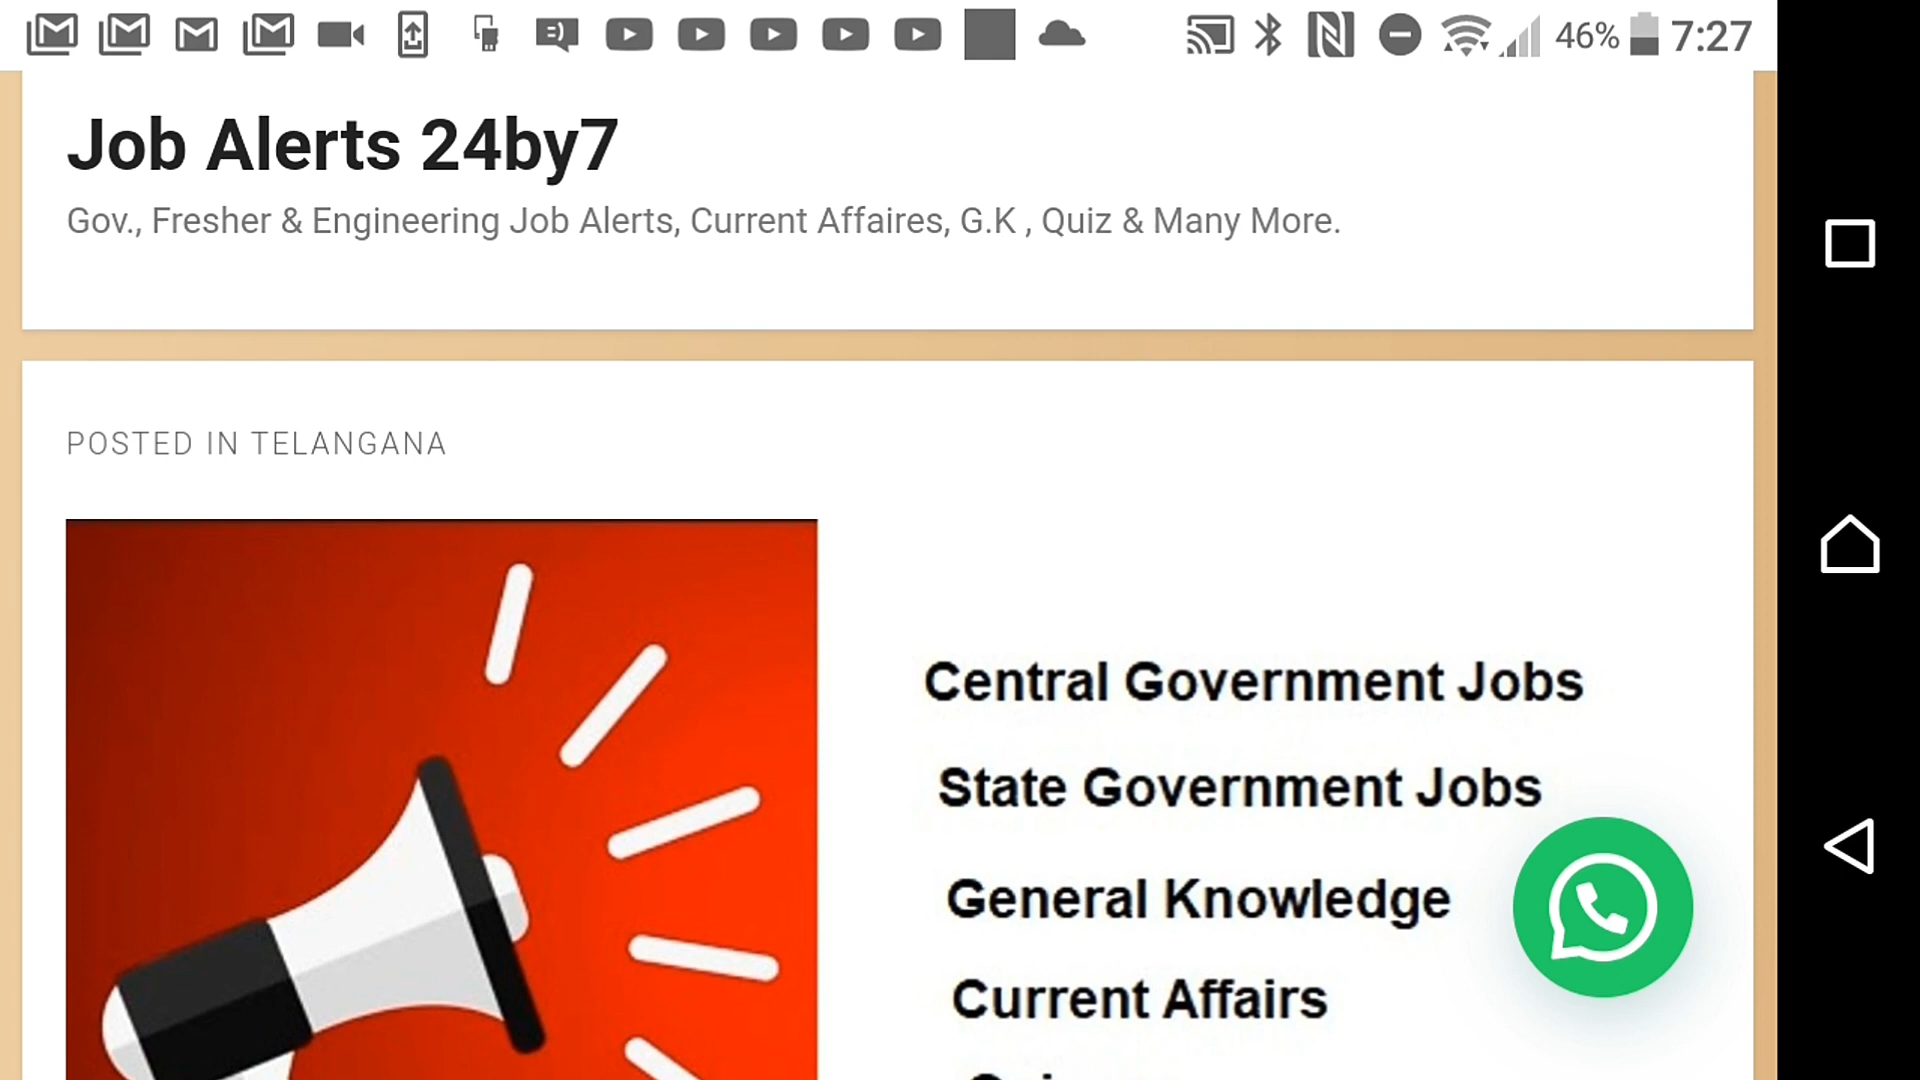 46% 7:27
Job Alerts 24by7
Gov., Fresher & Engineering Job Alerts, Current Affaires, G.K , Quiz & Many More.
POSTED IN TELANGANA
Central Government Jobs
State Government Jobs
General Knowledge
Current Affairs